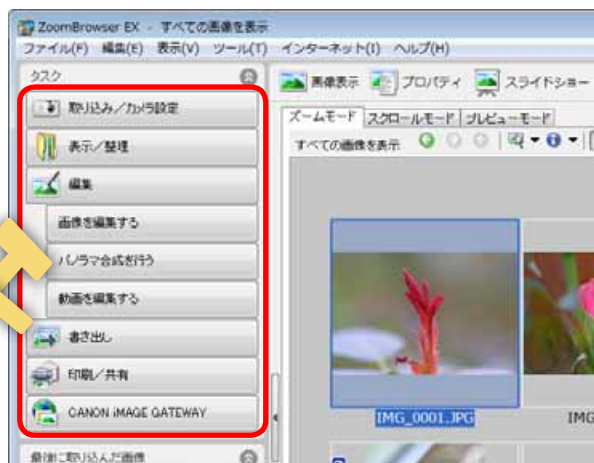 ZoomBrowser EX - すべての画像を表示
ファイル(F) 編集(E) 表示(V) ツール(T) インターネット(I) ヘルプ(H)
タスク
画像表示 プロパティ スライドショー
取り込み／カメラ設定
ズームモード スクロールモード プレビューモード
すべての画像を表示
表示／整理
編集
画像を編集する
パノラマ合成を行う
動画を編集する
書き出し
印刷／共有
CANON iMAGE GATEWAY
IMG_0001.JPG
IMG
最後に取り込んだ画像